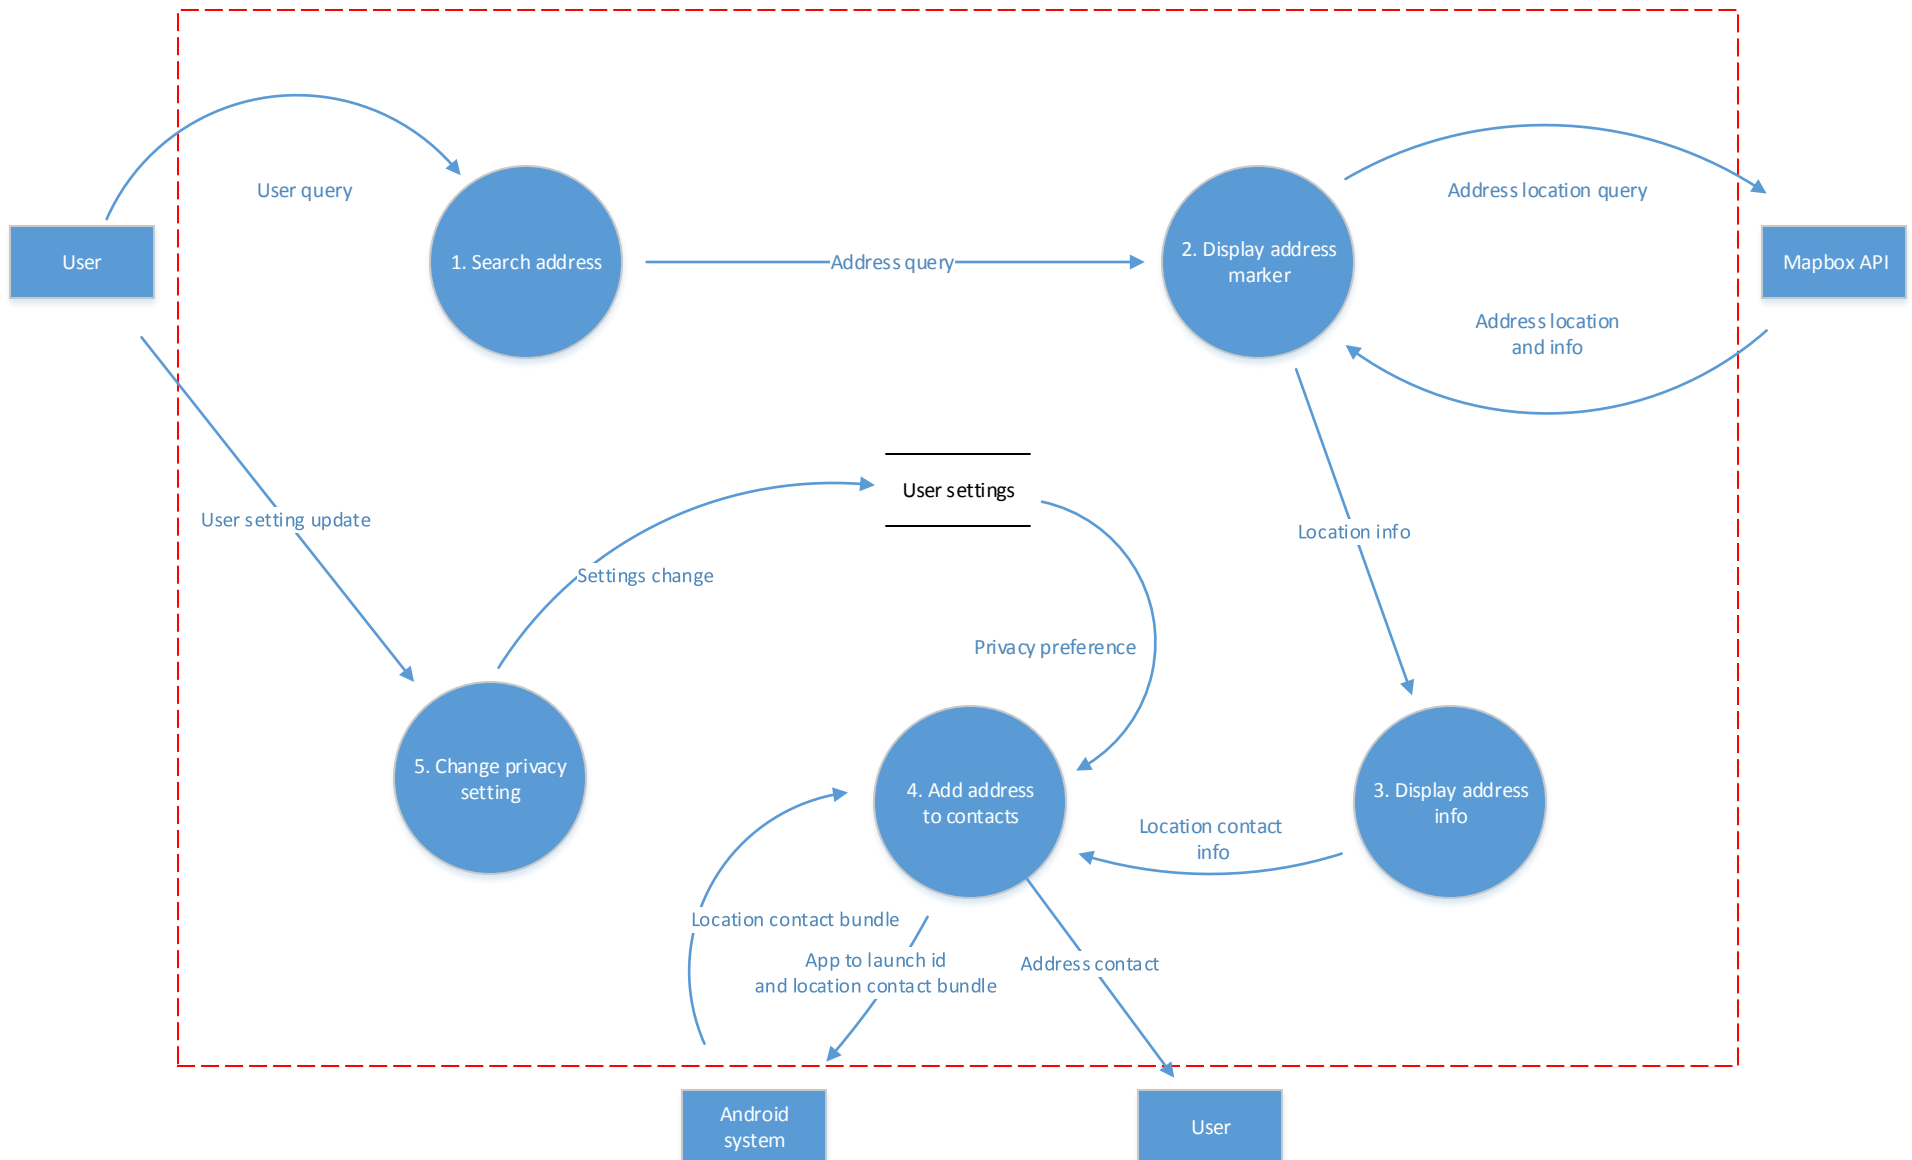 User query
Address location query
User
1. Search address
Address query
2. Display address
marker
Mapbox API
Address location
and info
User settings
User setting update
Location info
Settings change
Privacy preference
5. Change privacy
setting
4. Add address
to contacts
3. Display address
info
Location contact
info
Location contact bundle
App to launch id
and location contact bundle
Address contact
Android
system
User